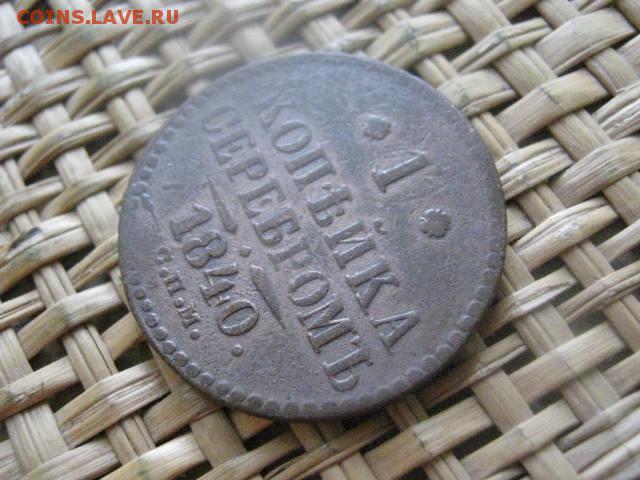 COINS.LAVE.RU
* 1 *
КОПѢЙКА
СЕРЕБРОМЪ
1840.
С.П.М.